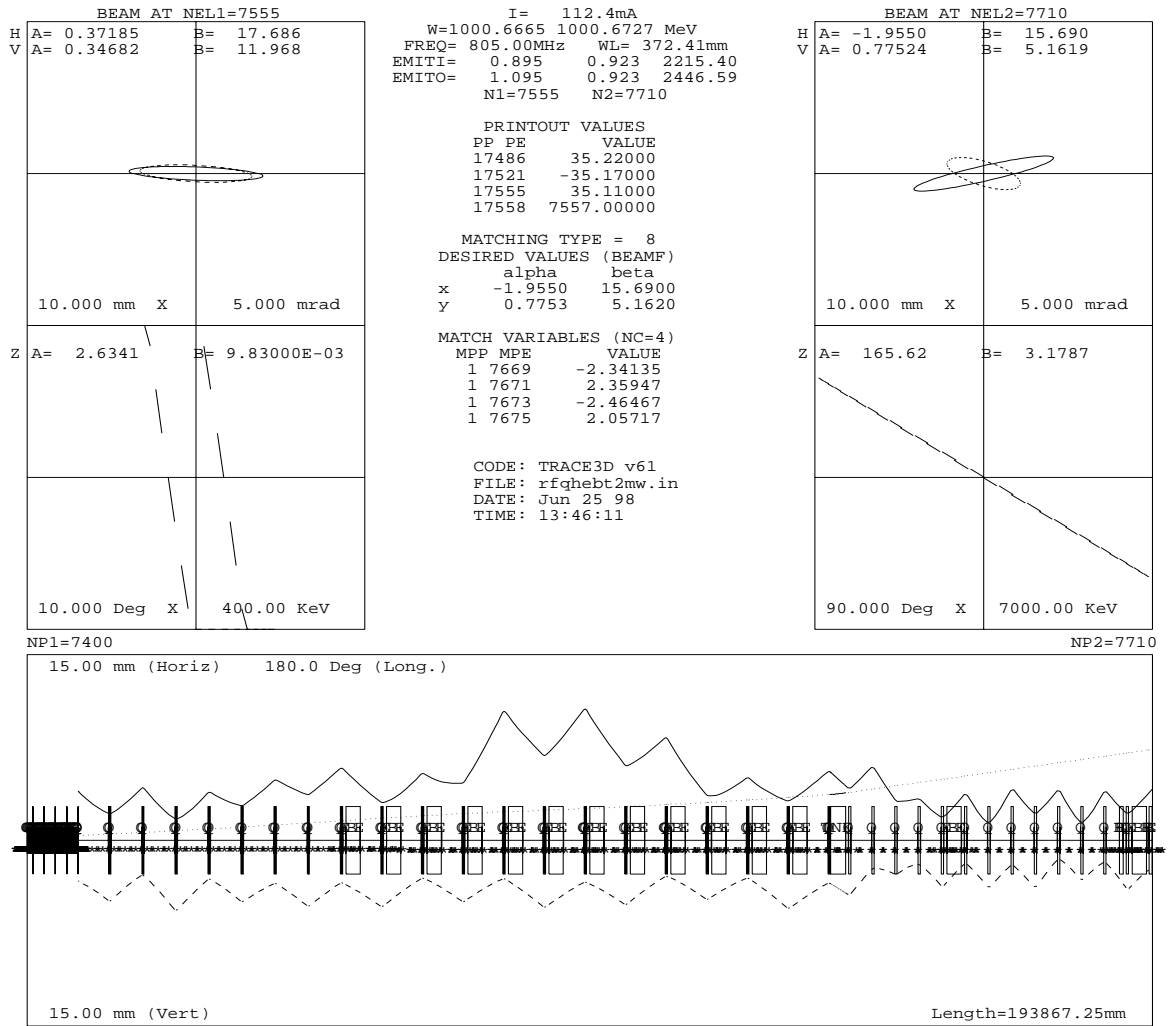 BEAM AT NEL1=7555
H A= 0.37185 B= 17.686
V A= 0.34682 B= 11.968
10.000 mm X 5.000 mrad
Z A= 2.6341 B= 9.83000E-03
10.000 Deg X 400.00 KeV
NP1=7400
I= 112.4mA
W=1000.6665 1000.6727 MeV
FREQ= 805.00MHz WL= 372.41mm
EMITI= 0.895 0.923 2215.40
EMITO= 1.095 0.923 2446.59
N1=7555 N2=7710
PRINTOUT VALUES
PP PE VALUE
17486 35.22000
17521 -35.17000
17555 35.11000
17558 7557.00000
MATCHING TYPE = 8
DESIRED VALUES (BEAMF)
alpha beta
x -1.9550 15.6900
y 0.7753 5.1620
MATCH VARIABLES (NC=4)
MPP MPE VALUE
1 7669 -2.34135
1 7671 2.35947
1 7673 -2.46467
1 7675 2.05717
CODE: TRACE3D v61
FILE: rfqhebt2mw.in
DATE: Jun 25 98
TIME: 13:46:11
BEAM AT NEL2=7710
H A= -1.9550 B= 15.690
V A= 0.77524 B= 5.1619
10.000 mm X 5.000 mrad
Z A= 165.62 B= 3.1787
90.000 Deg X 7000.00 KeV
NP2=7710
15.00 mm (Horiz) 180.0 Deg (Long.)
15.00 mm (Vert) Length=193867.25mm